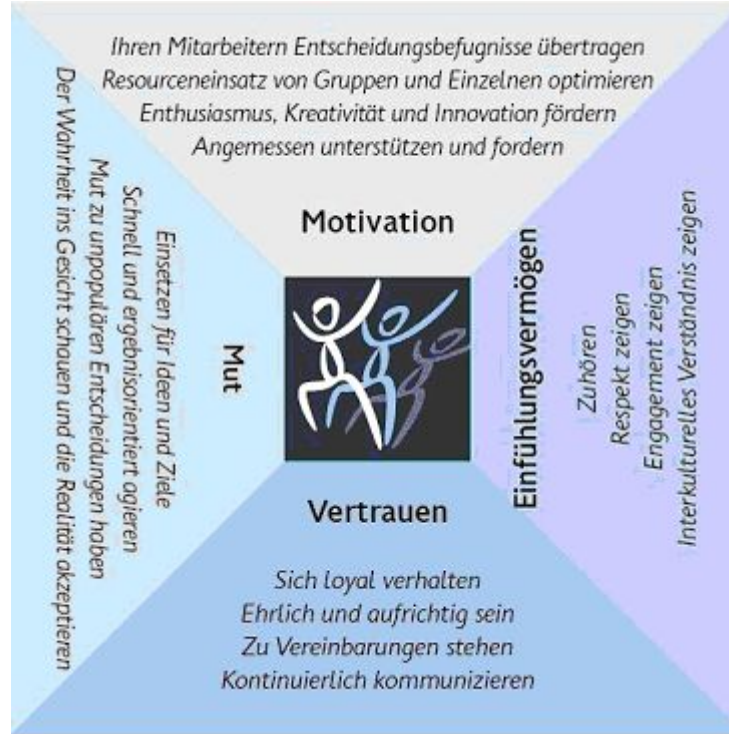 Ihren Mitarbeitern Entscheidungsbefugnisse übertragen
Resourceneinsatz von Gruppen und Einzelnen optimieren
Enthusiasmus, Kreativität und Innovation fördern
Angemessen unterstützen und fordern
Motivation
Mut
Einsetzen für Ideen und Ziele
Schnell und ergebnisorientiert agieren
Mut zu unpopulären Entscheidungen haben
Der Wahrheit ins Gesicht schauen und die Realität akzeptieren
Einfühlungsvermögen
Zuhören
Respekt zeigen
Engagement zeigen
Interkulturelles Verständnis zeigen
Vertrauen
Sich loyal verhalten
Ehrlich und aufrichtig sein
Zu Vereinbarungen stehen
Kontinuierlich kommunizieren